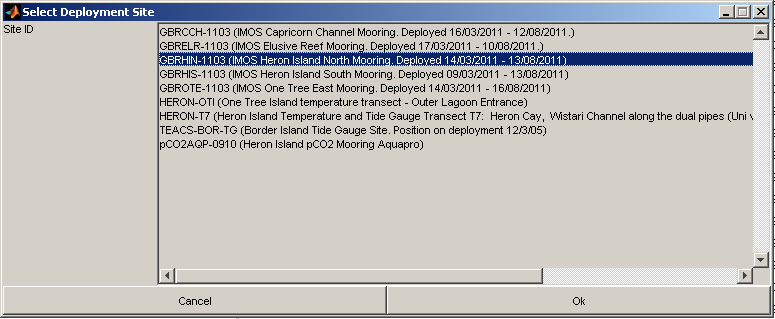 Select Deployment Site
Site ID
GBRCCH-1103 (IMOS Capricorn Channel Mooring. Deployed 16/03/2011 - 12/08/2011.)
GBRELR-1103 (IMOS Elusive Reef Mooring. Deployed 17/03/2011 - 10/08/2011.)
GBRHIN-1103 (IMOS Heron Island North Mooring. Deployed 14/03/2011 - 13/08/2011)
GBRHIS-1103 (IMOS Heron Island South Mooring. Deployed 09/03/2011 - 13/08/2011)
GBROTE-1103 (IMOS One Tree East Mooring. Deployed 14/03/2011 - 16/08/2011)
HERON-OTI (One Tree Island temperature transect - Outer Lagoon Entrance)
HERON-T7 (Heron Island Temperature and Tide Gauge Transect T7: Heron Cay, Wistari Channel along the dual pipes (Uni v
TEACS-BOR-TG (Border Island Tide Gauge Site. Position on deployment 12/3/05)
pCO2AQP-0910 (Heron Island pCO2 Mooring Aquapro)
Cancel
Ok